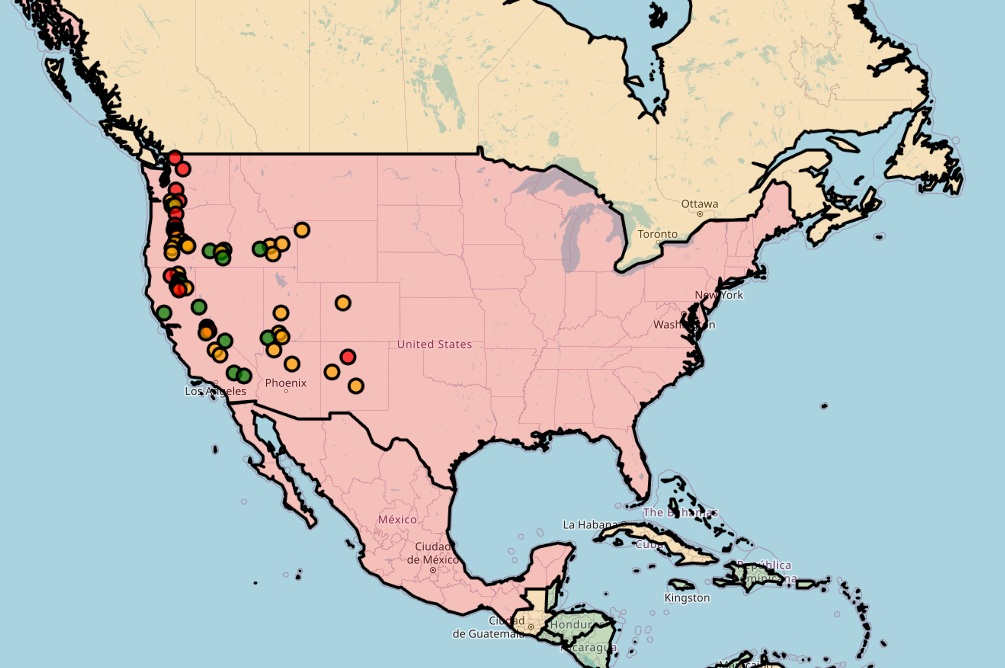 Ottawa
Toronto
New York
Washington
United States
Phoenix
Los Angeles
México
The Bahamas
La Habana
Cuba
Ciudad
de México
República
Dominicana
Kingston
Ciudad
de Guatemala
Honduras
Nicaragua
Maracaibo